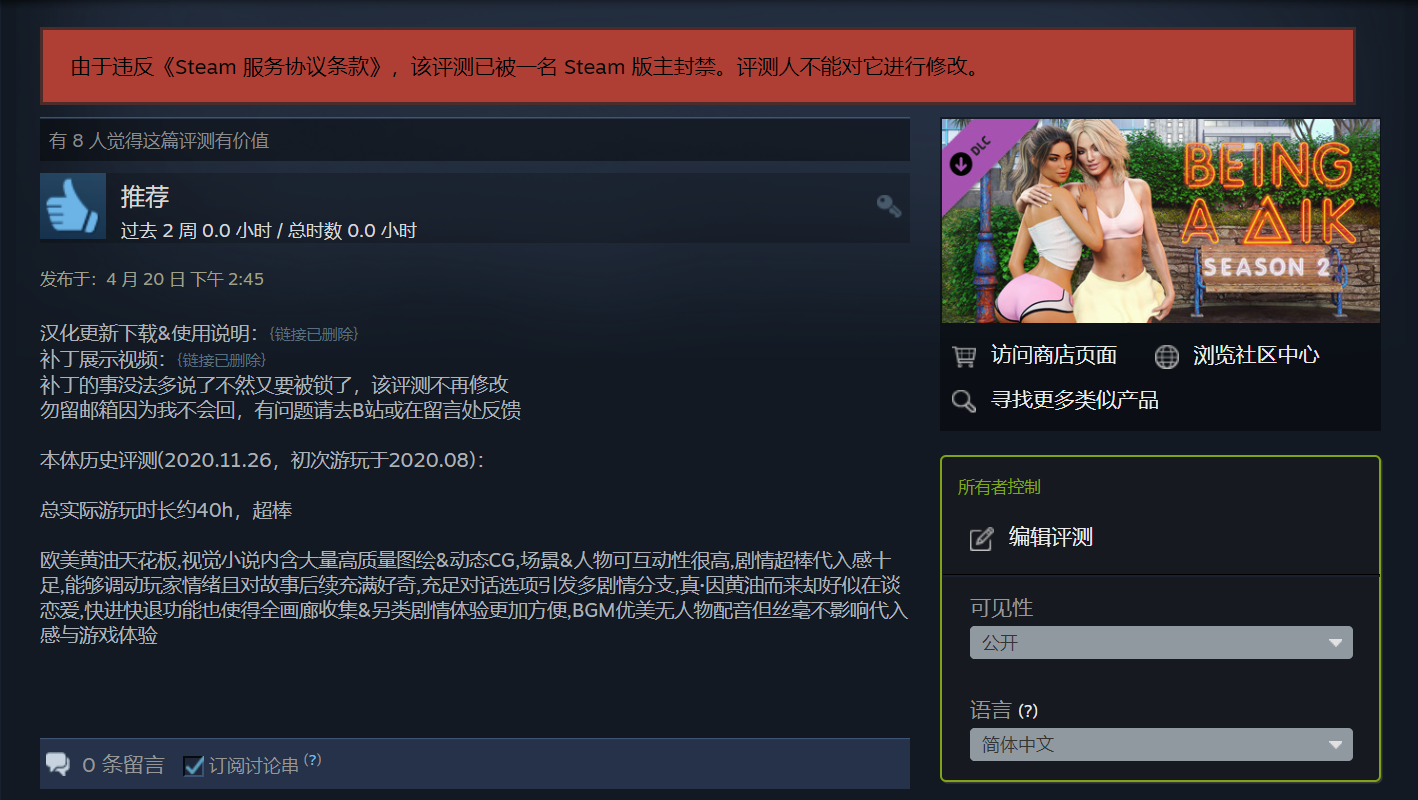 由于违反《Steam 服务协议条款》，该评测已被一名 Steam 版主封禁。评测人不能对它进行修改。
有 8 人觉得这篇评测有价值
推荐
过去 2 周 0.0 小时 / 总时数 0.0 小时
发布于：4 月 20 日 下午 2:45
汉化更新下载&使用说明：{链接已删除}
补丁展示视频：{链接已删除}
补丁的事没法多说了不然又要被锁了，该评测不再修改
勿留邮箱因为我不会回，有问题请去B站或在留言处反馈
本体历史评测(2020.11.26，初次游玩于2020.08)：
总实际游玩时长约40h，超棒
欧美黄油天花板,视觉小说内含大量高质量图绘&动态CG,场景&人物可互动性很高,剧情超棒代入感十
足,能够调动玩家情绪且对故事后续充满好奇,充足对话选项引发多剧情分支,真·因黄油而来却好似在谈
恋爱,快进快退功能也使得全画廊收集&另类剧情体验更加方便,BGM优美无人物配音但丝毫不影响代入
感与游戏体验
0 条留言
订阅讨论串 (?)
DLC
BEING
A DIK
SEASON 2
访问商店页面
浏览社区中心
寻找更多类似产品
所有者控制
编辑评测
可见性
公开
语言 (?)
简体中文